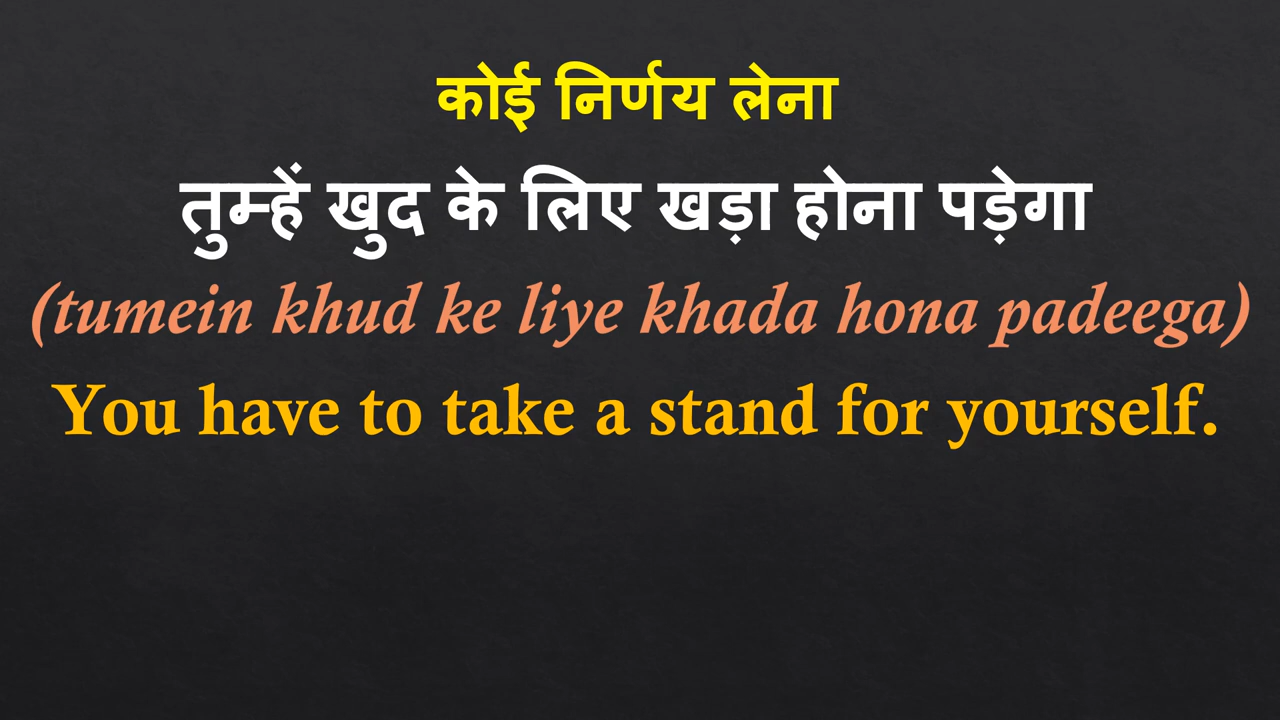 कोई निर्णय लेना
तुम्हें खुद के लिए खड़ा होना पड़ेगा
(tumein khud ke liye khada hona padeega)
You have to take a stand for yourself.